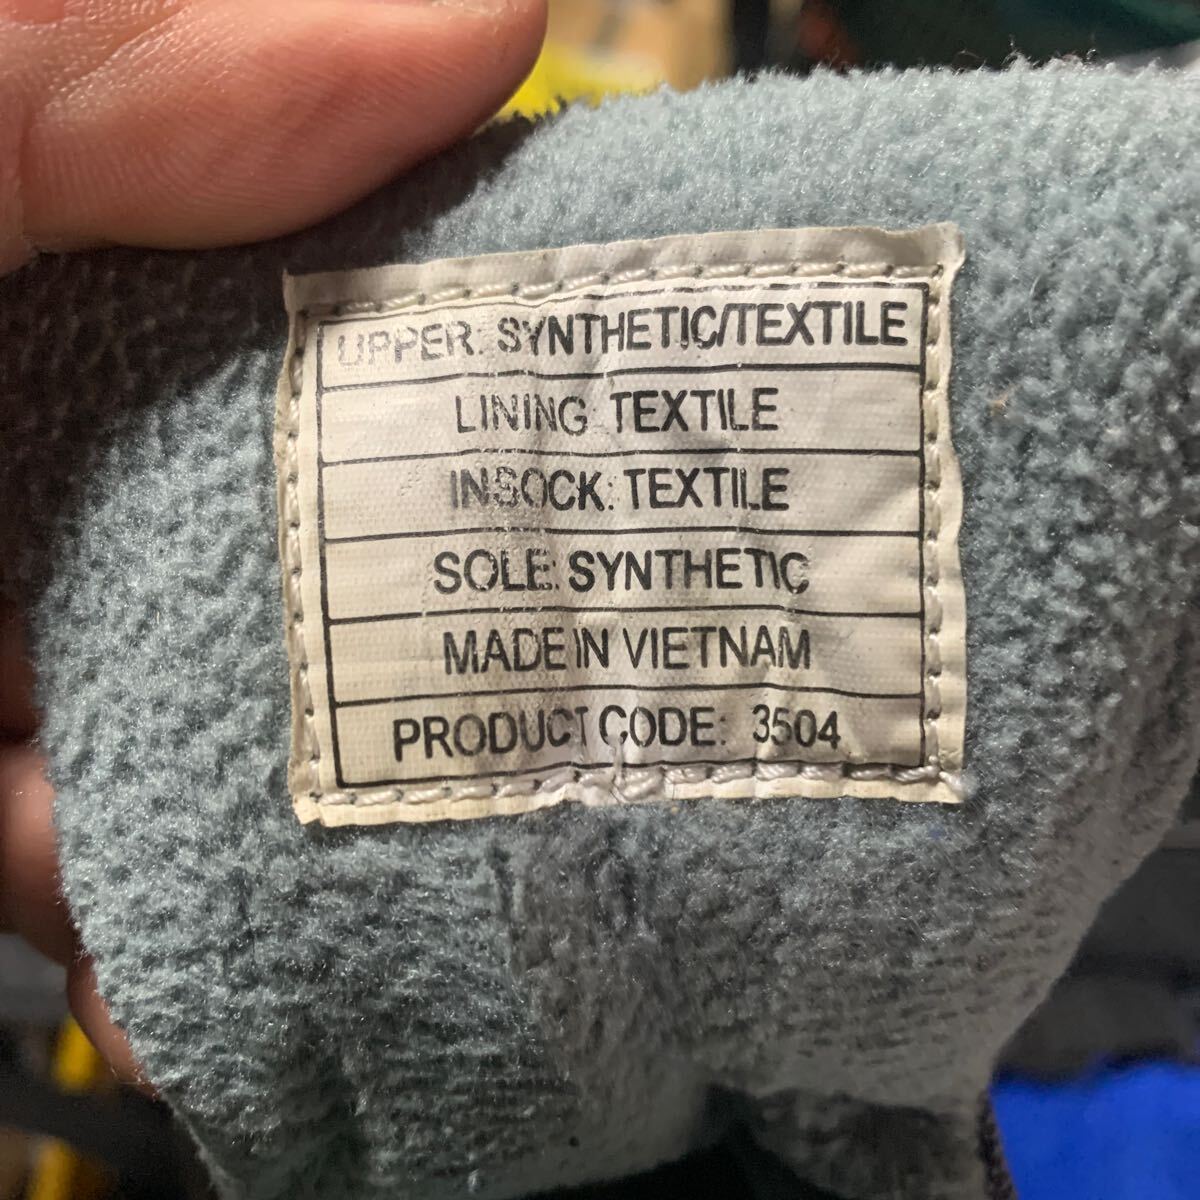 UPPER: SYNTHETIC/TEXTILE
LINING: TEXTILE
INSOCK: TEXTILE
SOLE: SYNTHETIC
MADE IN VIETNAM
PRODUCT CODE: 3504